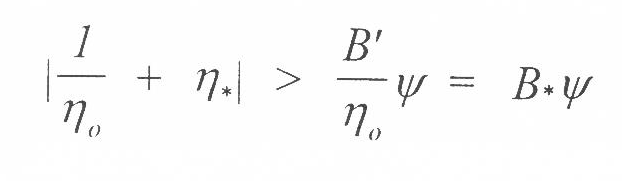 |1/η₀ + η*| > B′/η₀ ψ = B*ψ